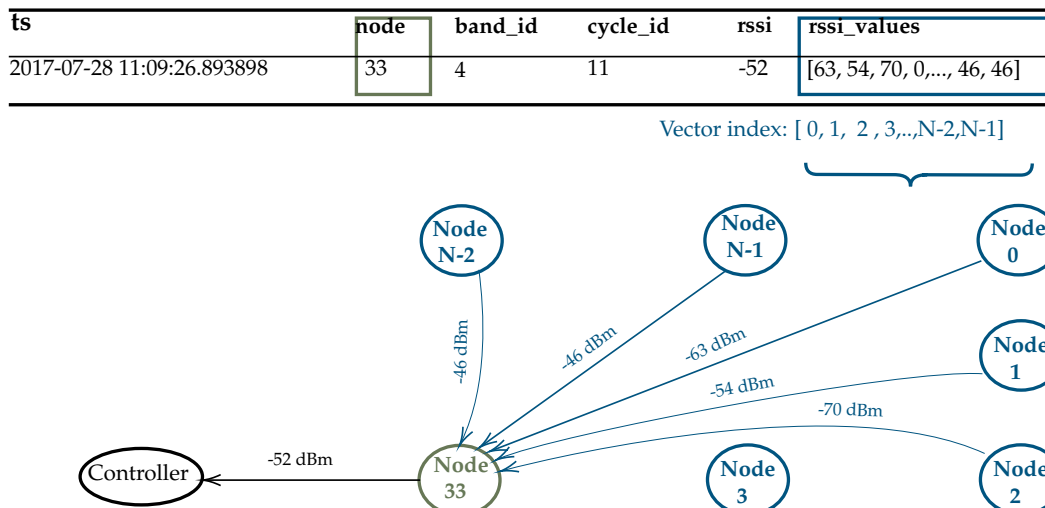 ts node band_id cycle_id rssi rssi_values
2017-07-28 11:09:26.893898 33 4 11 -52 [63, 54, 70, 0,..., 46, 46]
Vector index: [ 0, 1, 2 , 3,..,N-2,N-1]
Node
N-2
Node
N-1
Node
0
-46 dBm
-46 dBm
-63 dBm
Node
1
-54 dBm
-70 dBm
Controller
-52 dBm
Node
33
Node
3
Node
2